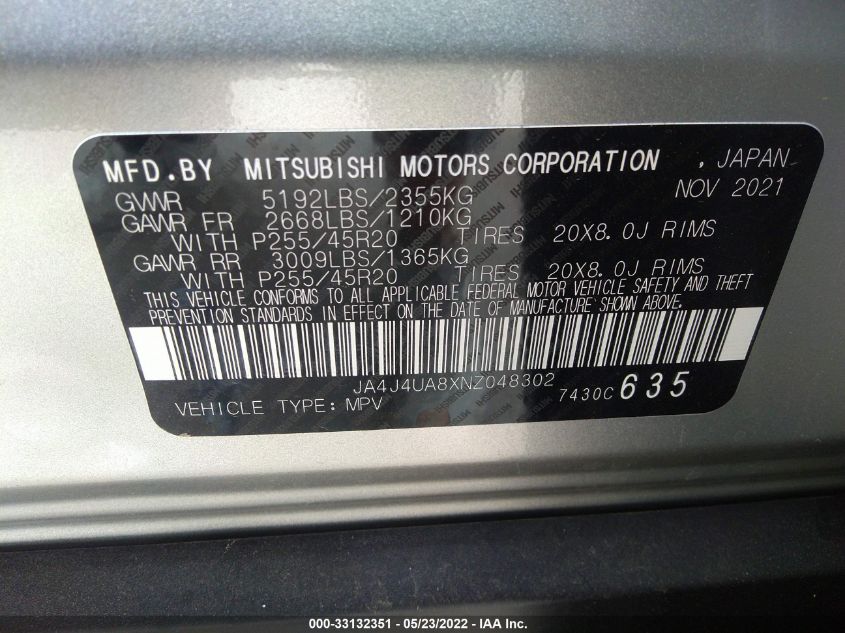 MFD.BY MITSUBISHI MOTORS CORPORATION , JAPAN
GWVR 5192LBS/2355KG NOV 2021
GAWR FR 2668LBS/1210KG
WITH P255/45R20 TIRES 20X8.0J RIMS
GAWR RR 3009LBS/1365KG
WITH P255/45R20 TIRES 20X8.0J RIMS
THIS VEHICLE CONFORMS TO ALL APPLICABLE FEDERAL MOTOR VEHICLE SAFETY AND THEFT
PREVENTION STANDARDS IN EFFECT ON THE DATE OF MANUFACTURE SHOWN ABOVE.
JA4J4UA8XNZ048302
VEHICLE TYPE: MPV 7430C 635
000-33132351 - 05/23/2022 - IAA Inc.